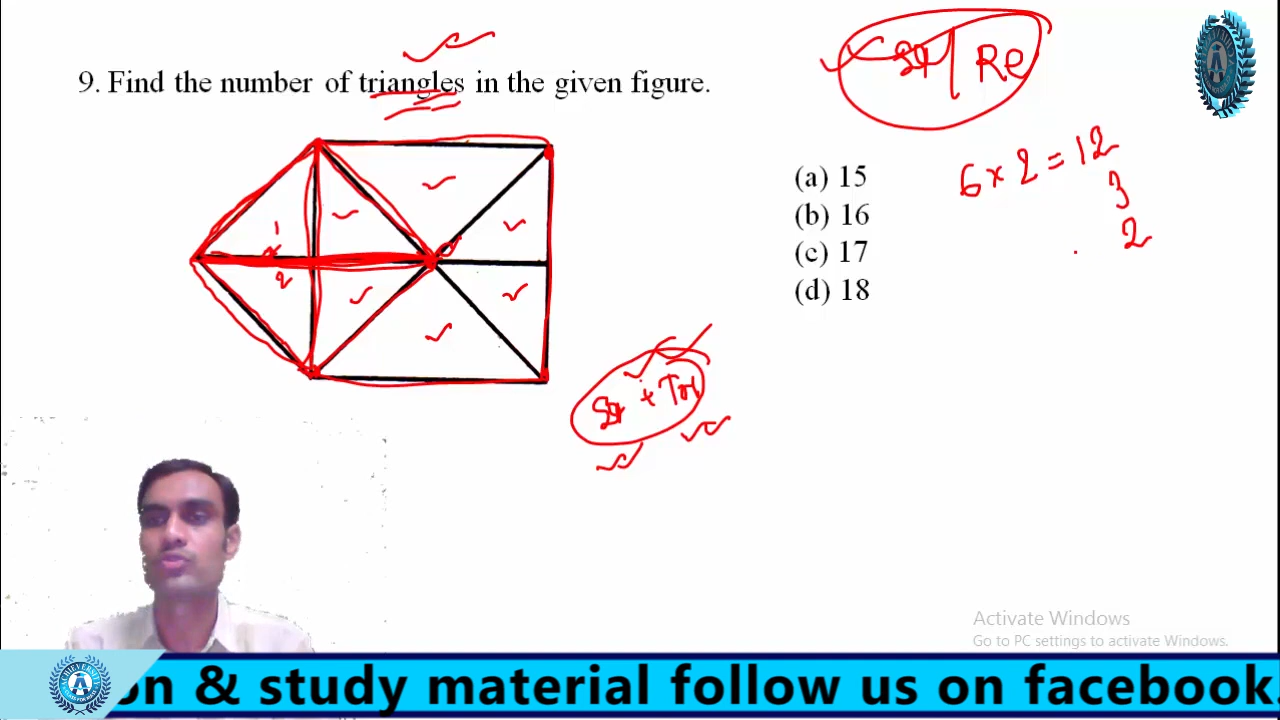 9. Find the number of triangles in the given figure.
Re
(a) 15
(b) 16
(c) 17
(d) 18
6 x 2 = 12
3
2
1
2
+ Tri
Activate Windows
Go to PC settings to activate Windows.
on & study material follow us on facebook